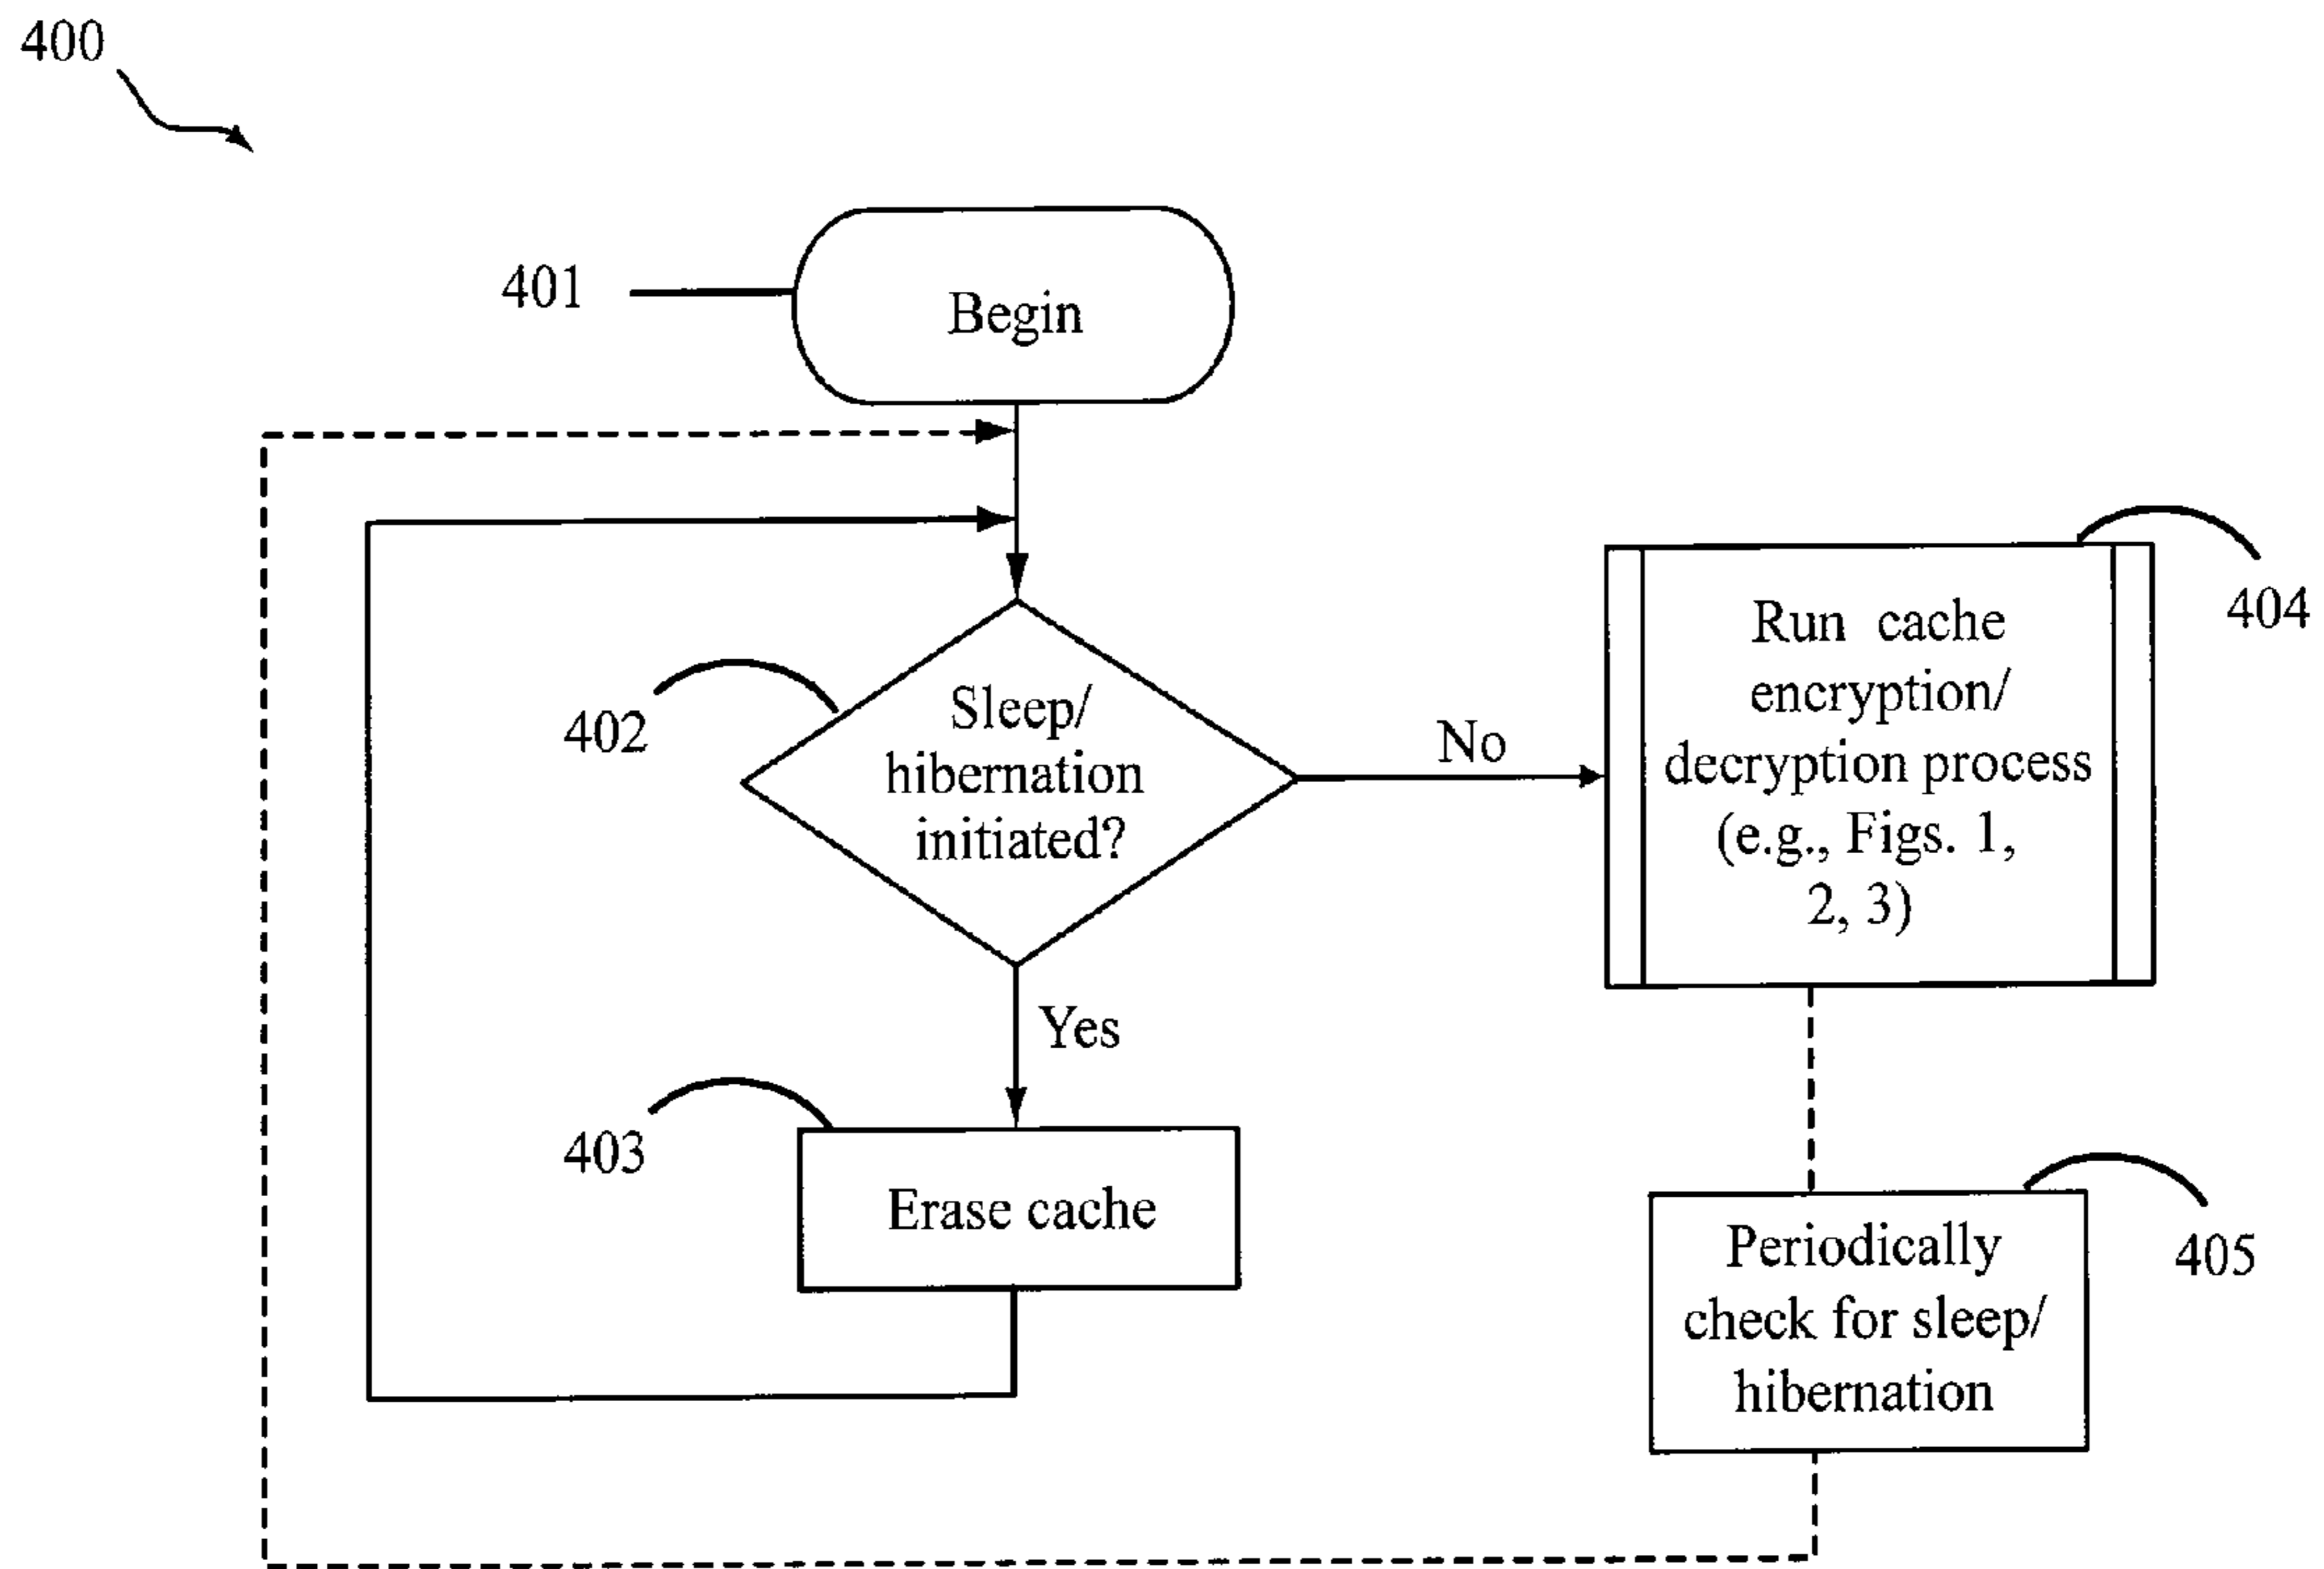 400
401
Begin
402
Sleep/
hibernation
initiated?
No
Run cache
encryption/
decryption process
(e.g., Figs. 1,
2, 3)
404
Yes
403
Erase cache
Periodically
check for sleep/
hibernation
405